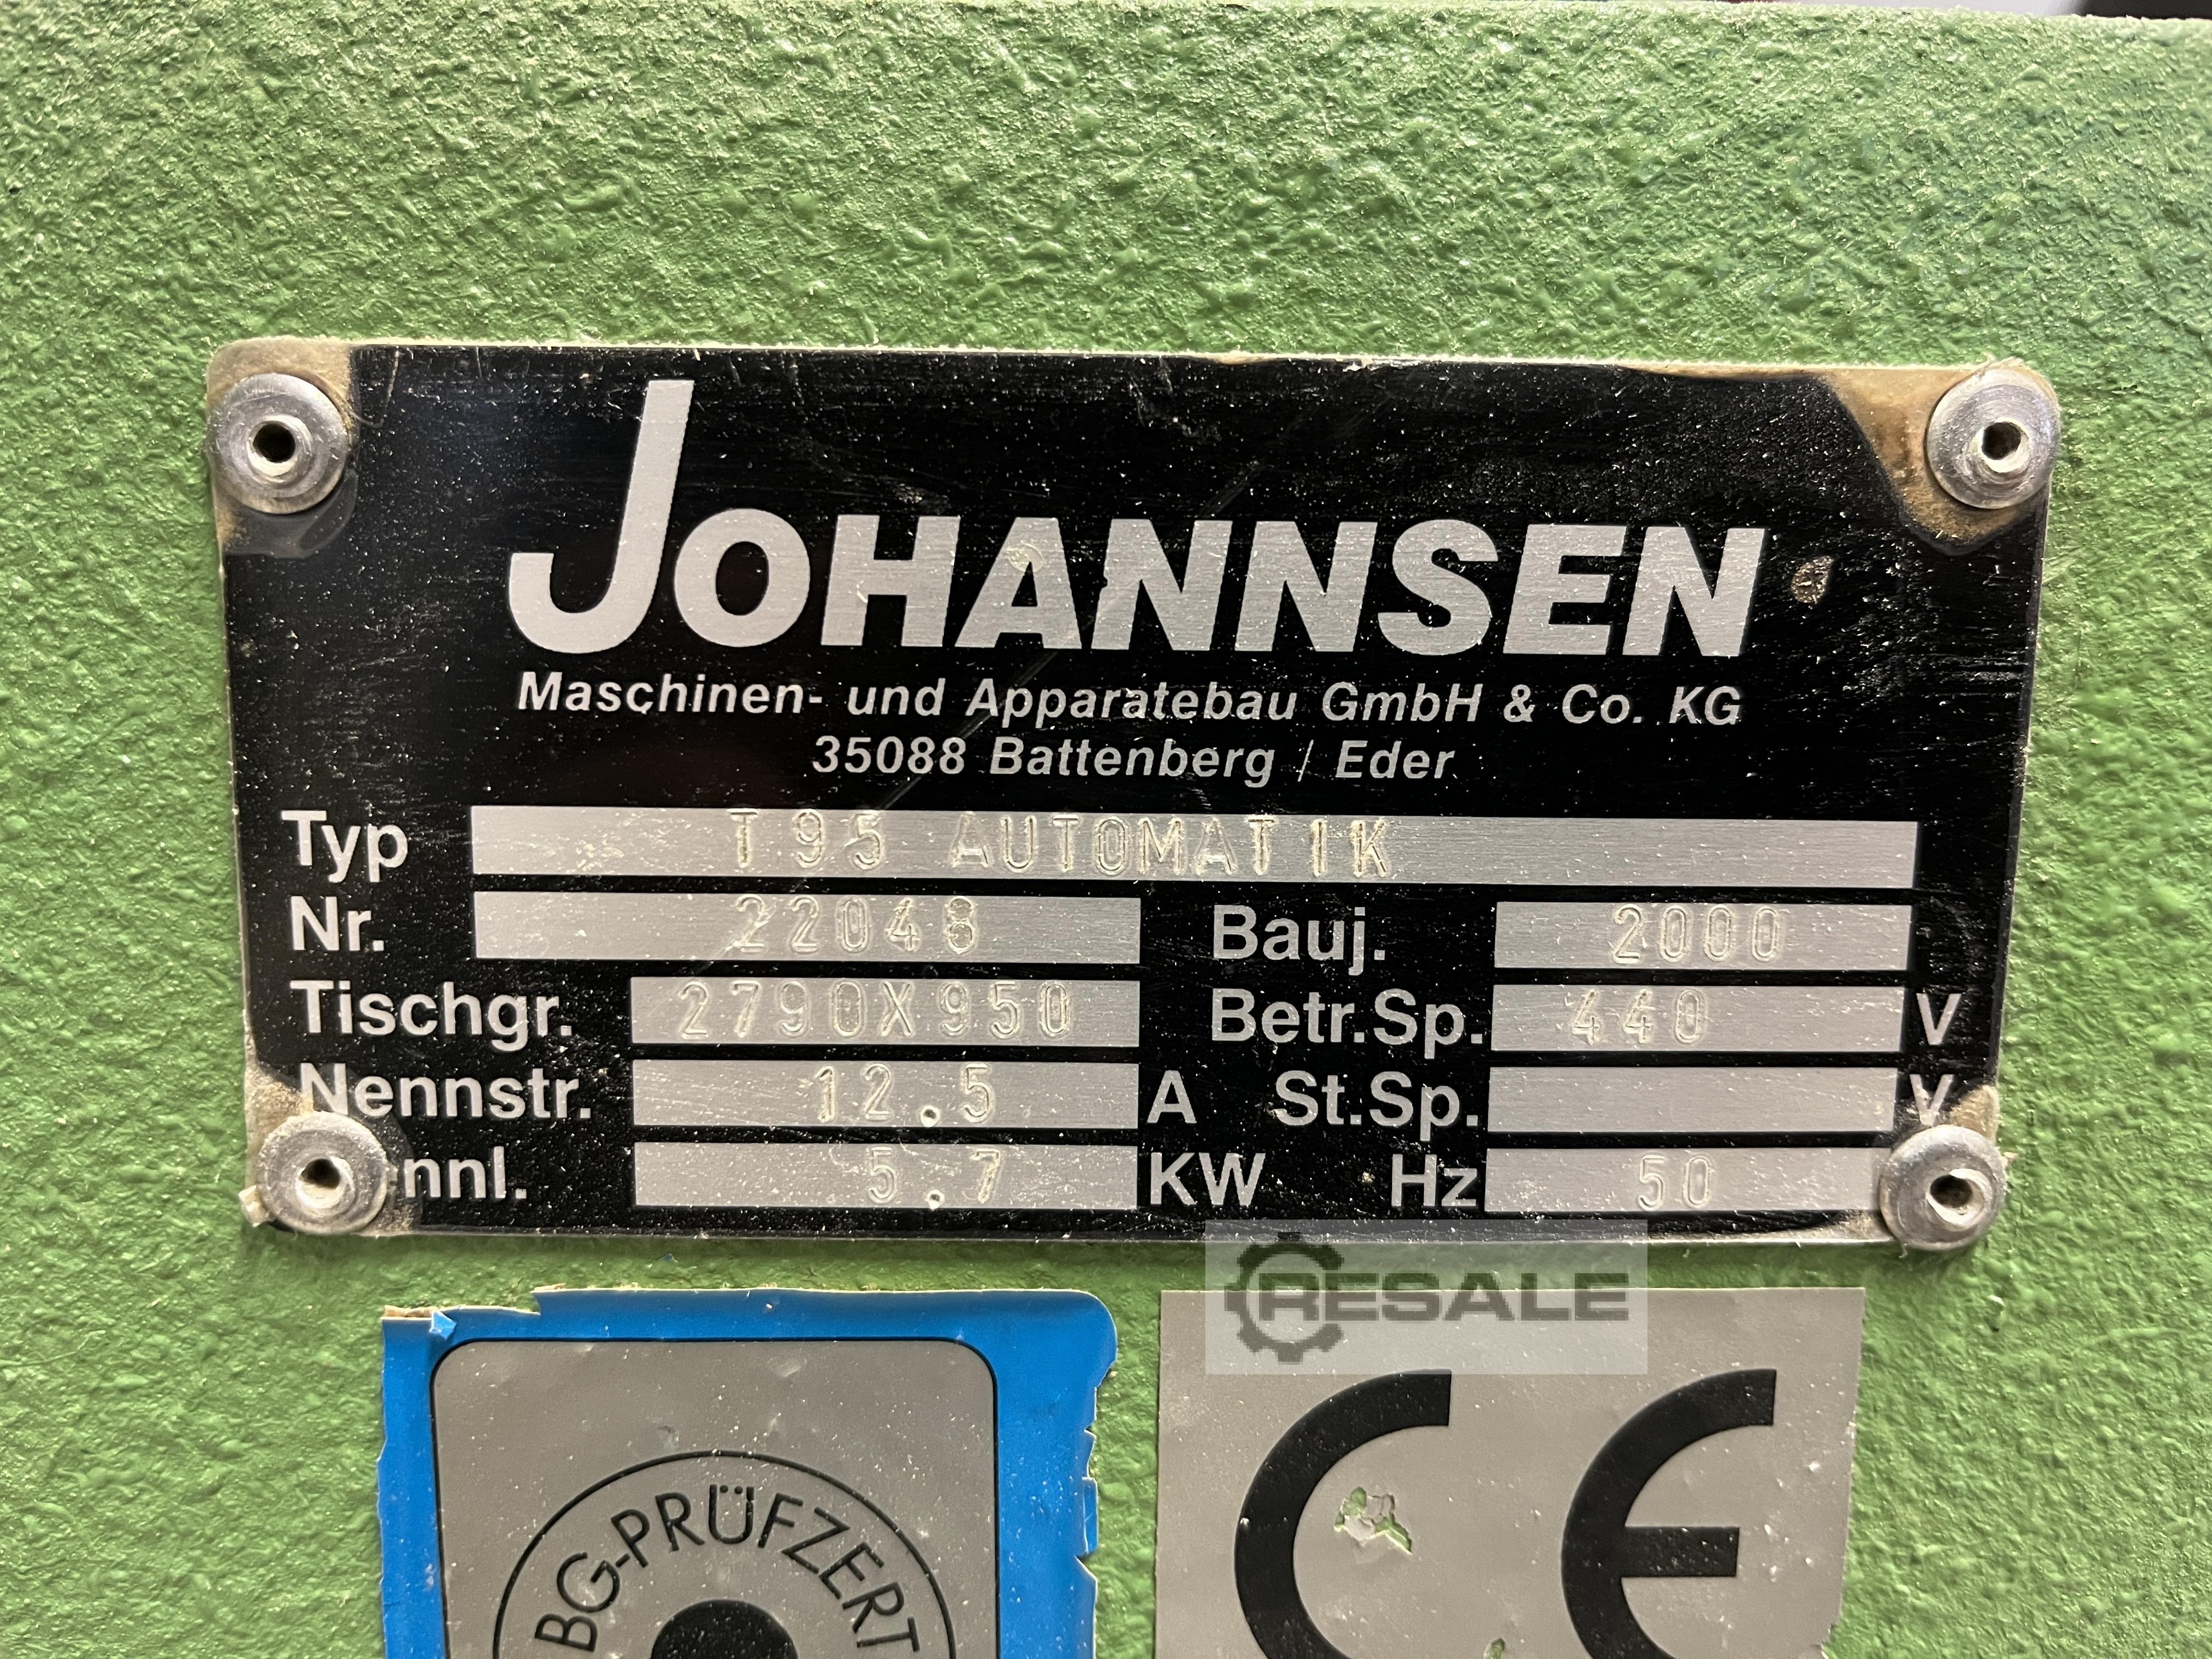 JOHANNSEN
Maschinen- und Apparatebau GmbH & Co. KG
35088 Battenberg / Eder
Typ T95 AUTOMATIK
Nr. 22048 Bauj. 2000
Tischgr. 2790X950 Betr.Sp. 440 V
Nennstr. 12.5 A St.Sp. V
nnl. 5.7 KW Hz 50
RESALE
BG-PRÜFZERT
CE